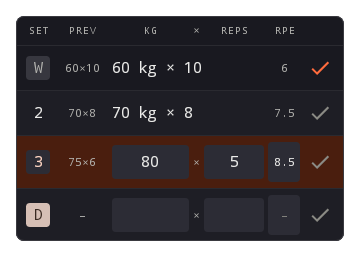 SET PREV KG × REPS RPE
W 60×10 60 kg × 10 6
2 70×8 70 kg × 8 7.5
3 75×6 80 × 5 8.5
D – × –